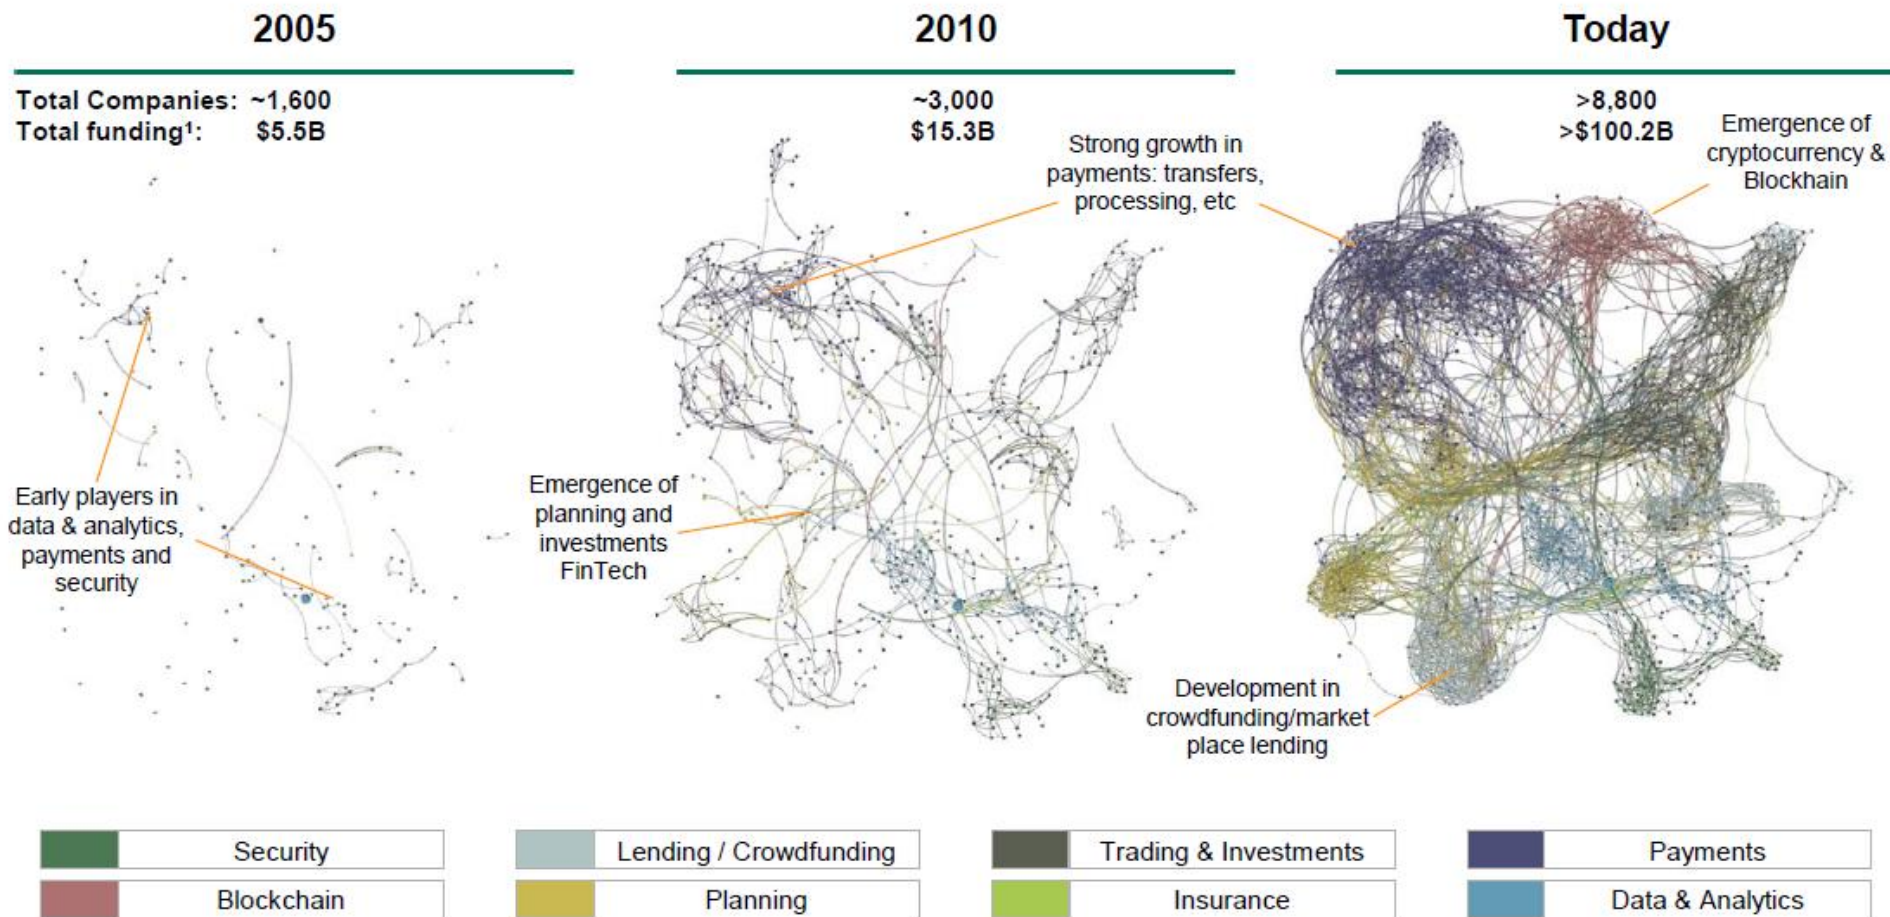 2005
2010
Today
Total Companies: ~1,600
Total funding¹: $5.5B
~3,000
$15.3B
>8,800
>$100.2B
Strong growth in
payments: transfers,
processing, etc
Emergence of
cryptocurrency &
Blockhain
Early players in
data & analytics,
payments and
security
Emergence of
planning and
investments
FinTech
Development in
crowdfunding/market
place lending
Security
Lending / Crowdfunding
Trading & Investments
Payments
Blockchain
Planning
Insurance
Data & Analytics